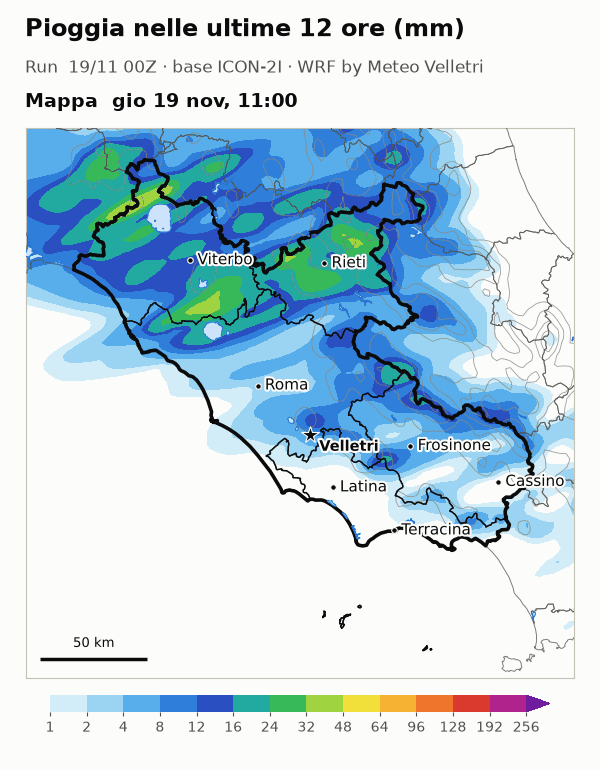 Pioggia nelle ultime 12 ore (mm)
Run  19/11 00Z · base ICON-2I · WRF by Meteo Velletri
Mappa  gio 19 nov, 11:00
Viterbo
Rieti
Roma
Velletri
Frosinone
Latina
Cassino
Terracina
50 km
1 2 4 8 12 16 24 32 48 64 96 128 192 256